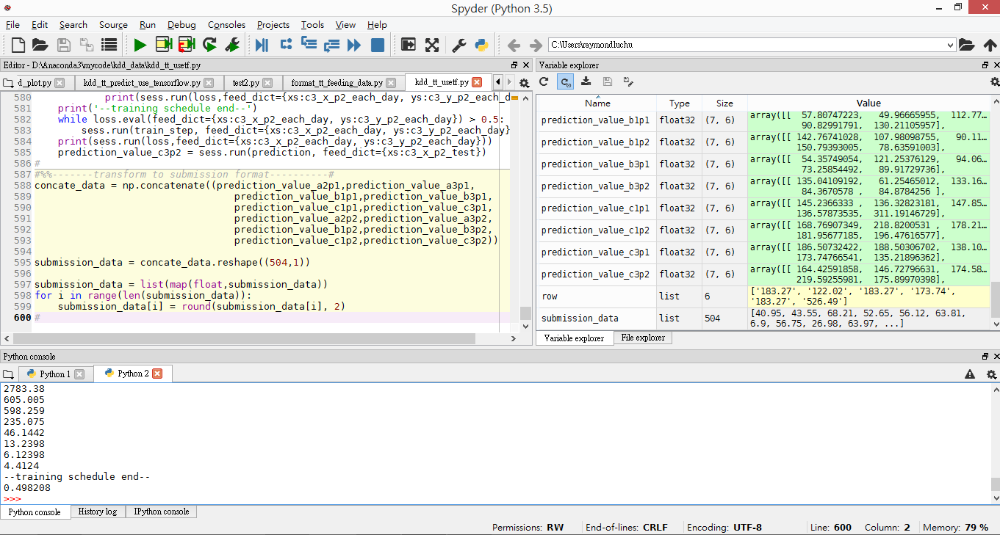 Spyder (Python 3.5)
File Edit Search Source Run Debug Consoles Projects Tools View Help
C:\Users\raymondluchu
Editor - D:\Anaconda3\mycode\kdd_data\kdd_tt_usetf.py
d_plot.py kdd_tt_predict_use_tensorflow.py test2.py format_tt_feeding_data.py kdd_tt_usetf.py
580             print(sess.run(loss,feed_dict={xs:c3_x_p2_each_day, ys:c3_y_p2_each_d
581     print('--training schedule end--')
582     while loss.eval(feed_dict={xs:c3_x_p2_each_day, ys:c3_y_p2_each_day}) > 0.5:
583         sess.run(train_step, feed_dict={xs:c3_x_p2_each_day, ys:c3_y_p2_each_day}
584     print(sess.run(loss,feed_dict={xs:c3_x_p2_each_day, ys:c3_y_p2_each_day}))
585     prediction_value_c3p2 = sess.run(prediction, feed_dict={xs:c3_x_p2_test})
586 #
587 #%%-------transform to submission format----------#
588 concate_data = np.concatenate((prediction_value_a2p1,prediction_value_a3p1,
589                                prediction_value_b1p1,prediction_value_b3p1,
590                                prediction_value_c1p1,prediction_value_c3p1,
591                                prediction_value_a2p2,prediction_value_a3p2,
592                                prediction_value_b1p2,prediction_value_b3p2,
593                                prediction_value_c1p2,prediction_value_c3p2))
594
595 submission_data = concate_data.reshape((504,1))
596
597 submission_data = list(map(float,submission_data))
598 for i in range(len(submission_data)):
599     submission_data[i] = round(submission_data[i], 2)
600 #
Variable explorer
Name Type Size Value
prediction_value_b1p1 float32 (7, 6) array([[ 57.80747223, 49.96665955, 112.77...
90.82991791, 130.21105957],
prediction_value_b1p2 float32 (7, 6) array([[ 142.76741028, 107.98098755, 90.11...
150.79393005, 78.63591003],
prediction_value_b3p1 float32 (7, 6) array([[ 54.35749054, 121.25376129, 94.06...
73.25854492, 89.91729736],
prediction_value_b3p2 float32 (7, 6) array([[ 135.04109192, 61.25465012, 133.16...
84.3670578 , 84.8784256 ],
prediction_value_c1p1 float32 (7, 6) array([[ 145.2366333 , 136.32823181, 147.85...
136.57873535, 311.19146729],
prediction_value_c1p2 float32 (7, 6) array([[ 168.76907349, 218.8200531 , 178.21...
181.95677185, 196.47616577],
prediction_value_c3p1 float32 (7, 6) array([[ 186.50732422, 188.50306702, 138.10...
173.74766541, 135.21896362],
prediction_value_c3p2 float32 (7, 6) array([[ 164.42591858, 146.72796631, 174.58...
219.59255981, 175.89970398],
row list 6 ['183.27', '122.02', '183.27', '173.74',
'183.27', '526.49']
submission_data list 504 [40.95, 43.55, 68.21, 52.65, 56.12, 63.81,
6.9, 56.75, 26.98, 63.97, ...]
Variable explorer File explorer
Python console
Python 1 Python 2
2783.38
605.005
598.259
235.075
46.1442
13.2398
6.12398
4.4124
--training schedule end--
0.498208
>>>
Python console History log IPython console
Permissions: RW End-of-lines: CRLF Encoding: UTF-8 Line: 600 Column: 2 Memory: 79 %